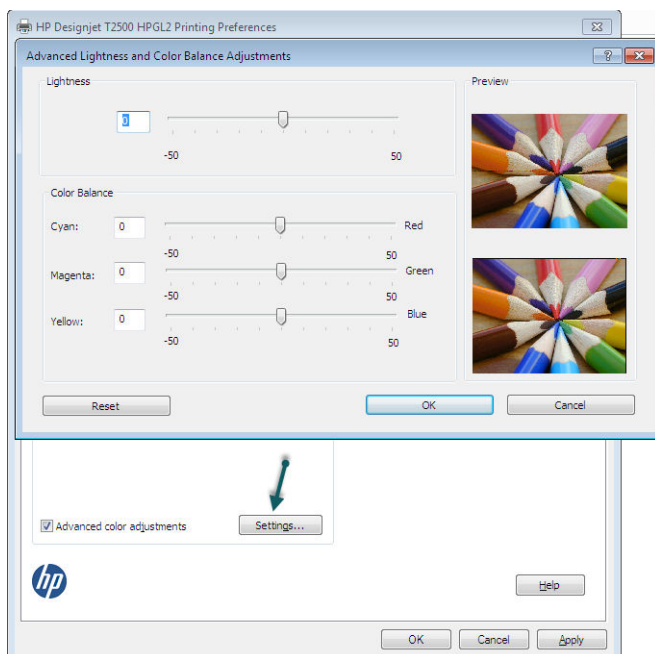 HP Designjet T2500 HPGL2 Printing Preferences
Advanced Lightness and Color Balance Adjustments
Lightness
0
-50 50
Color Balance
Cyan: 0 Red
-50 50
Magenta: 0 Green
-50 50
Yellow: 0 Blue
-50 50
Preview
Reset OK Cancel
Advanced color adjustments Settings...
hp
Help
OK Cancel Apply